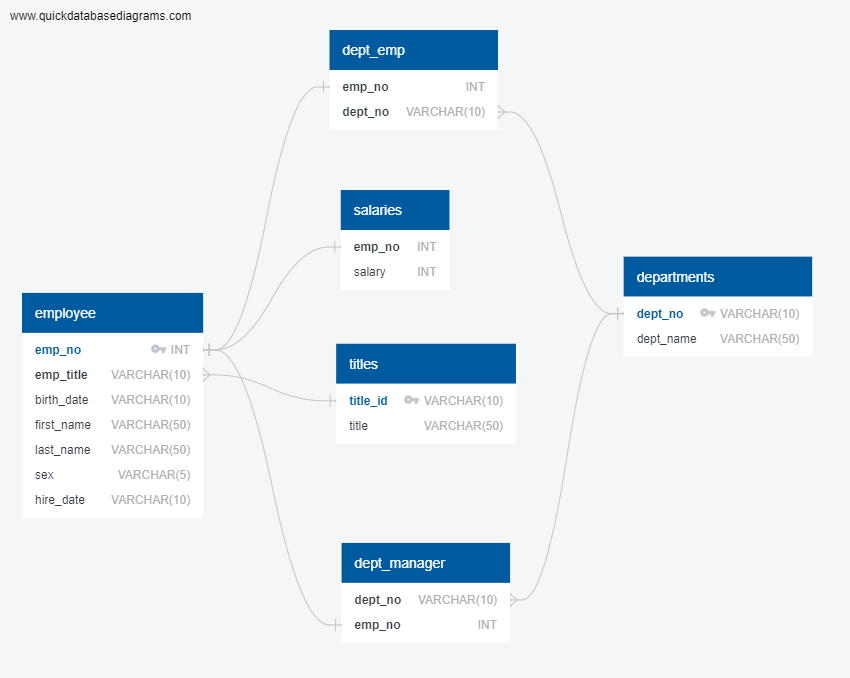 www.quickdatabasediagrams.com
dept_emp
emp_no INT
dept_no VARCHAR(10)
salaries
emp_no INT
salary INT
departments
dept_no VARCHAR(10)
dept_name VARCHAR(50)
employee
emp_no INT
emp_title VARCHAR(10)
birth_date VARCHAR(10)
first_name VARCHAR(50)
last_name VARCHAR(50)
sex VARCHAR(5)
hire_date VARCHAR(10)
titles
title_id VARCHAR(10)
title VARCHAR(50)
dept_manager
dept_no VARCHAR(10)
emp_no INT